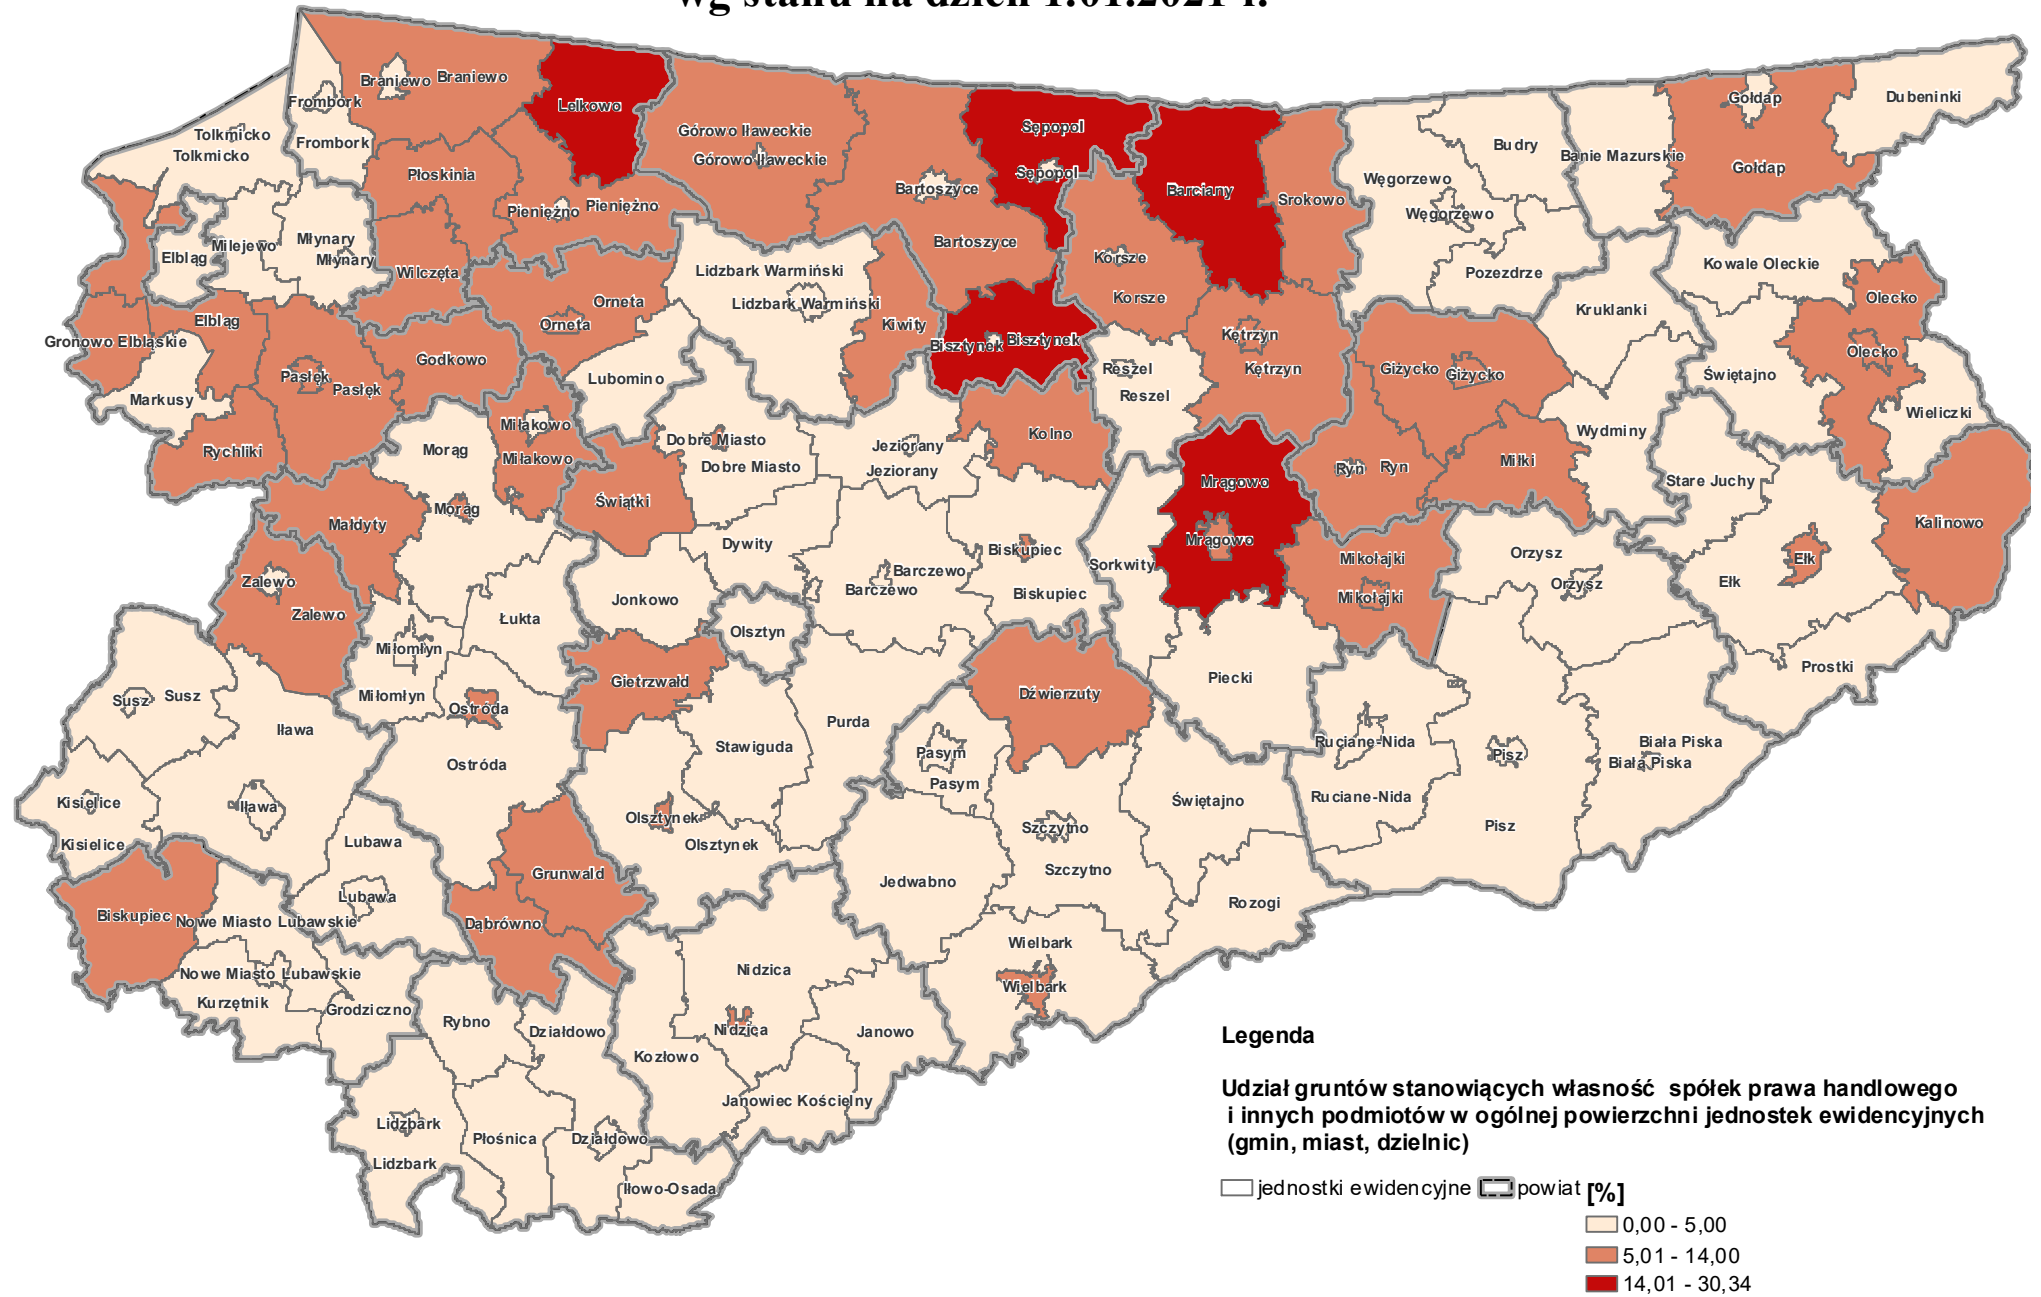 wg stanu na dzień 1.01.2021 r.
Braniewo
Braniewo
Lelkowo
Frombork
Frombork
Tolkmicko
Tolkmicko
Płoskinia
Pieniężno
Pieniężno
Górowo Iławeckie
Górowo Iławeckie
Bartoszyce
Bartoszyce
Sępopol
Sępopol
Barciany
Srokowo
Węgorzewo
Węgorzewo
Budry
Banie Mazurskie
Gołdap
Gołdap
Dubeninki
Elbląg
Milejewo
Młynary
Młynary
Wilczęta
Orneta
Orneta
Lidzbark Warmiński
Lidzbark Warmiński
Kiwity
Korsze
Korsze
Pozezdrze
Kruklanki
Kowale Oleckie
Olecko
Olecko
Gronowo Elbląskie
Elbląg
Markusy
Pasłęk
Pasłęk
Godkowo
Lubomino
Bisztynek
Bisztynek
Reszel
Reszel
Kętrzyn
Kętrzyn
Giżycko
Giżycko
Świętajno
Wieliczki
Rychliki
Morąg
Morąg
Miłakowo
Miłakowo
Dobre Miasto
Dobre Miasto
Jeziorany
Jeziorany
Kolno
Mrągowo
Mrągowo
Ryn
Ryn
Miłki
Wydminy
Stare Juchy
Kalinowo
Małdyty
Świątki
Dywity
Barczewo
Barczewo
Biskupiec
Biskupiec
Sorkwity
Mikołajki
Mikołajki
Orzysz
Orzysz
Ełk
Ełk
Zalewo
Zalewo
Łukta
Jonkowo
Olsztyn
Miłomłyn
Miłomłyn
Gietrzwałd
Dźwierzuty
Piecki
Prostki
Susz
Susz
Iława
Iława
Ostróda
Ostróda
Stawiguda
Purda
Pasym
Pasym
Ruciane-Nida
Ruciane-Nida
Pisz
Pisz
Biała Piska
Biała Piska
Kisielice
Kisielice
Lubawa
Lubawa
Olsztynek
Olsztynek
Szczytno
Szczytno
Świętajno
Grunwald
Dąbrówno
Jedwabno
Rozogi
Biskupiec
Nowe Miasto Lubawskie
Nowe Miasto Lubawskie
Kurzętnik
Grodziczno
Rybno
Działdowo
Działdowo
Nidzica
Nidzica
Wielbark
Wielbark
Kozłowo
Janowo
Janowiec Kościelny
Lidzbark
Lidzbark
Płośnica
Iłowo-Osada
Legenda
Udział gruntów stanowiących własność spółek prawa handlowego
i innych podmiotów w ogólnej powierzchni jednostek ewidencyjnych
(gmin, miast, dzielnic)
jednostki ewidencyjne powiat [%]
0,00 - 5,00
5,01 - 14,00
14,01 - 30,34